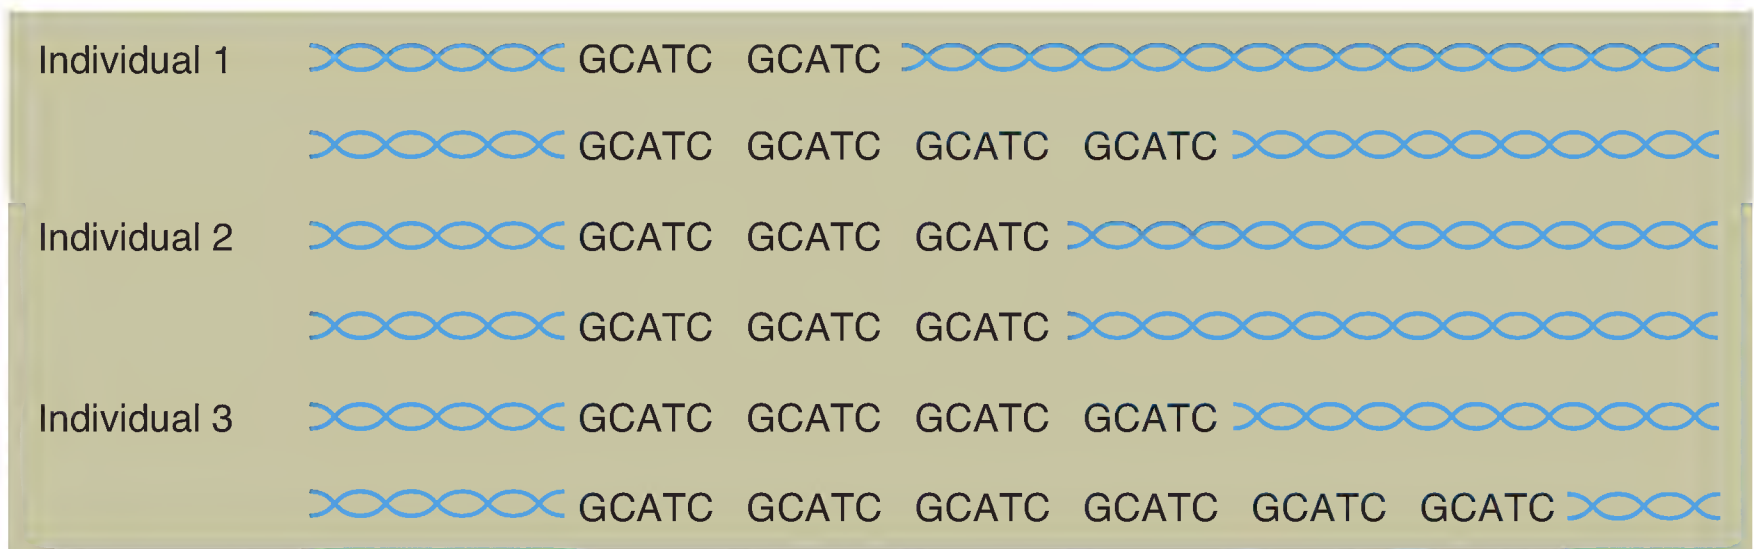 Individual 1 GCATC GCATC
GCATC GCATC GCATC GCATC
Individual 2 GCATC GCATC GCATC
GCATC GCATC GCATC
Individual 3 GCATC GCATC GCATC GCATC
GCATC GCATC GCATC GCATC GCATC GCATC